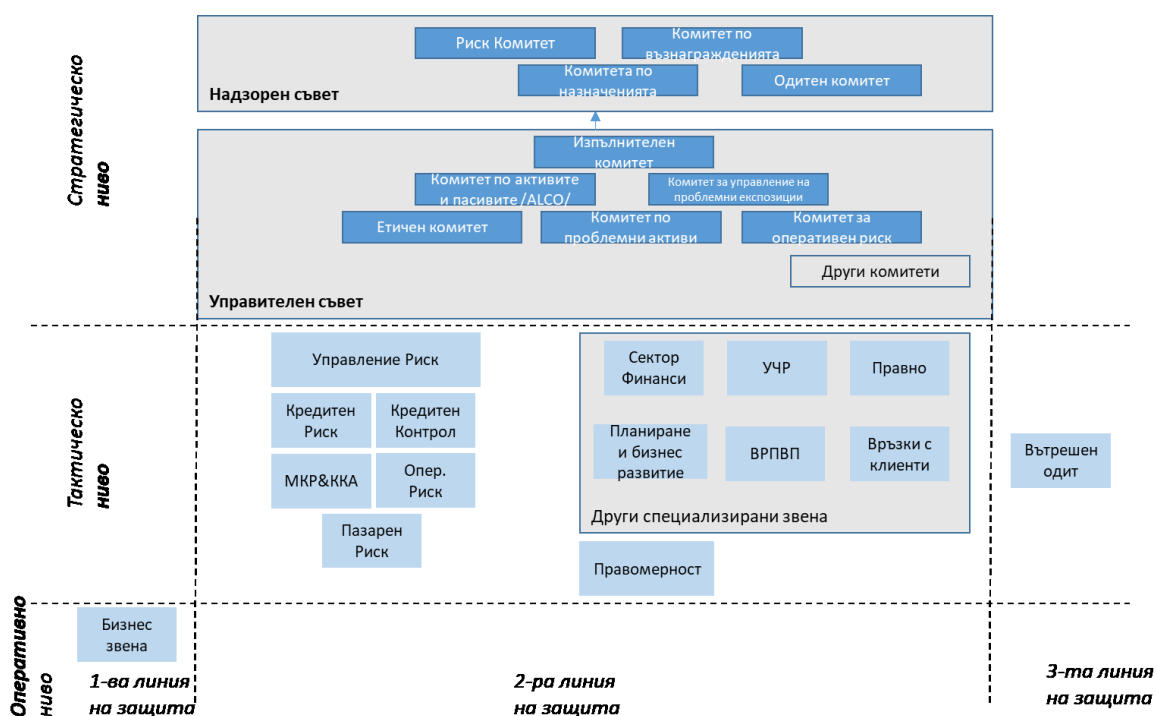 Стратегическо
ниво
Риск Комитет
Комитет по
възнагражденията
Комитета по
назначенията
Одитен комитет
Надзорен съвет
Изпълнителен
комитет
Комитет по активите
и пасивите /ALCO/
Комитет за управление на
проблемни експозиции
Етичен комитет
Комитет по
проблемни активи
Комитет за
оперативен риск
Други комитети
Управителен съвет
Тактическо
ниво
Управление Риск
Кредитен
Риск
Кредитен
Контрол
МКР&ККА
Опер.
Риск
Пазарен
Риск
Сектор
Финанси
УЧР
Правно
Планиране
и бизнес
развитие
ВРПВП
Връзки с
клиенти
Други специализирани звена
Правомерност
Вътрешен
одит
Оперативно
ниво
Бизнес
звена
1-ва линия
на защита
2-ра линия
на защита
3-та линия
на защита